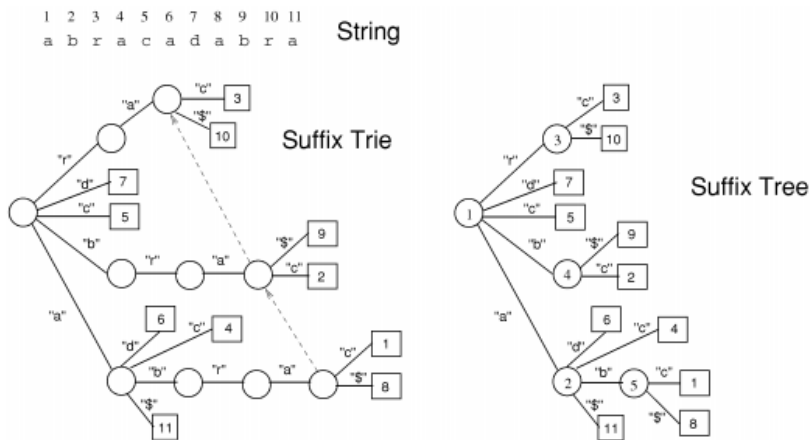 1 2 3 4 5 6 7 8 9 10 11
a b r a c a d a b r a
String
"c"
3
"a"
"$"
10
"r"
Suffix Trie
"d"
7
"c"
5
"b"
"r"
"a"
"$"
9
"c"
2
"a"
6
"d"
"c"
4
"b"
"r"
"a"
"c"
1
"$"
8
"$"
11
"c"
3
3
"$"
10
"r"
"d"
7
Suffix Tree
1
"c"
5
"b"
"$"
9
4
"c"
2
"a"
6
"d"
"c"
4
2
"b"
5
"c"
1
"$"
8
"$"
11